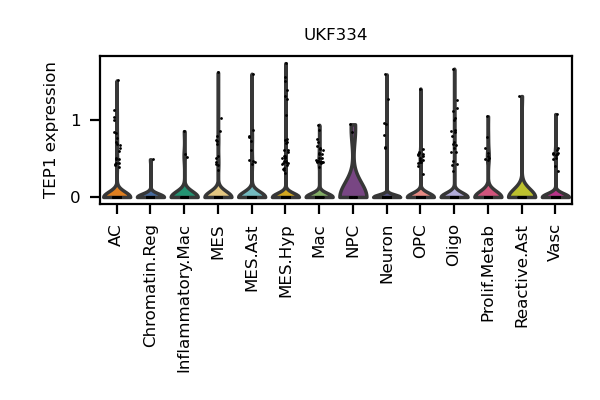 UKF334
TEP1 expression
1
0
AC
Chromatin.Reg
Inflammatory.Mac
MES
MES.Ast
MES.Hyp
Mac
NPC
Neuron
OPC
Oligo
Prolif.Metab
Reactive.Ast
Vasc